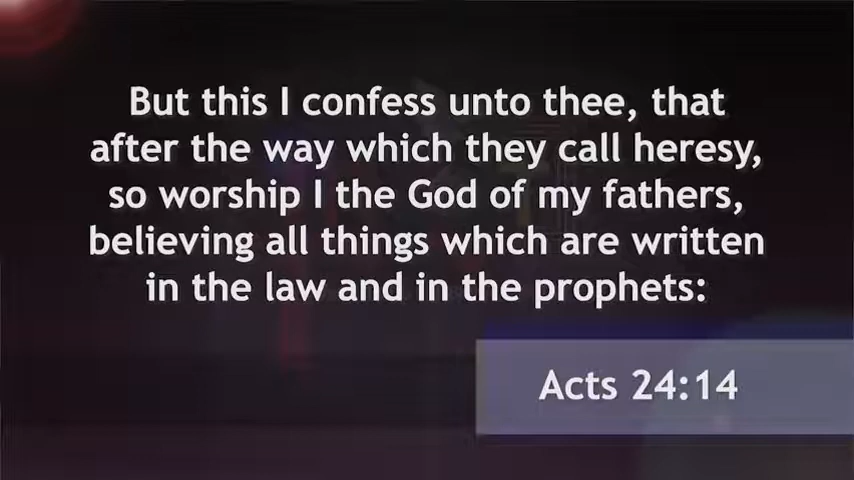 But this I confess unto thee, that
after the way which they call heresy,
so worship I the God of my fathers,
believing all things which are written
in the law and in the prophets:
Acts 24:14